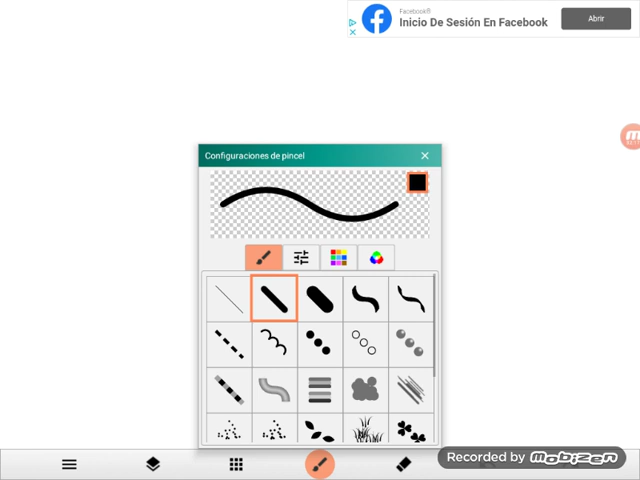 Facebook®
Inicio De Sesión En Facebook
Abrir
Configuraciones de pincel
Recorded by Mobizen